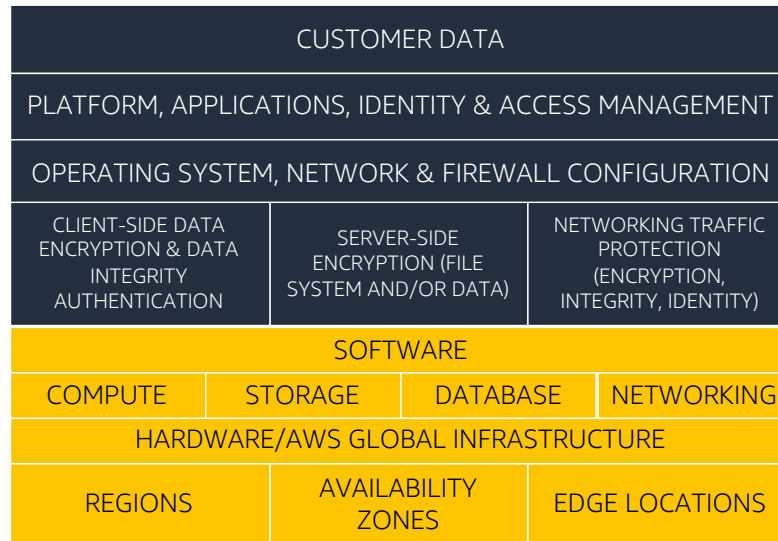 CUSTOMER DATA
PLATFORM, APPLICATIONS, IDENTITY & ACCESS MANAGEMENT
OPERATING SYSTEM, NETWORK & FIREWALL CONFIGURATION
CLIENT-SIDE DATA
ENCRYPTION & DATA
INTEGRITY
AUTHENTICATION
SERVER-SIDE
ENCRYPTION (FILE
SYSTEM AND/OR DATA)
NETWORKING TRAFFIC
PROTECTION
(ENCRYPTION,
INTEGRITY, IDENTITY)
SOFTWARE
COMPUTE
STORAGE
DATABASE
NETWORKING
HARDWARE/AWS GLOBAL INFRASTRUCTURE
REGIONS
AVAILABILITY
ZONES
EDGE LOCATIONS